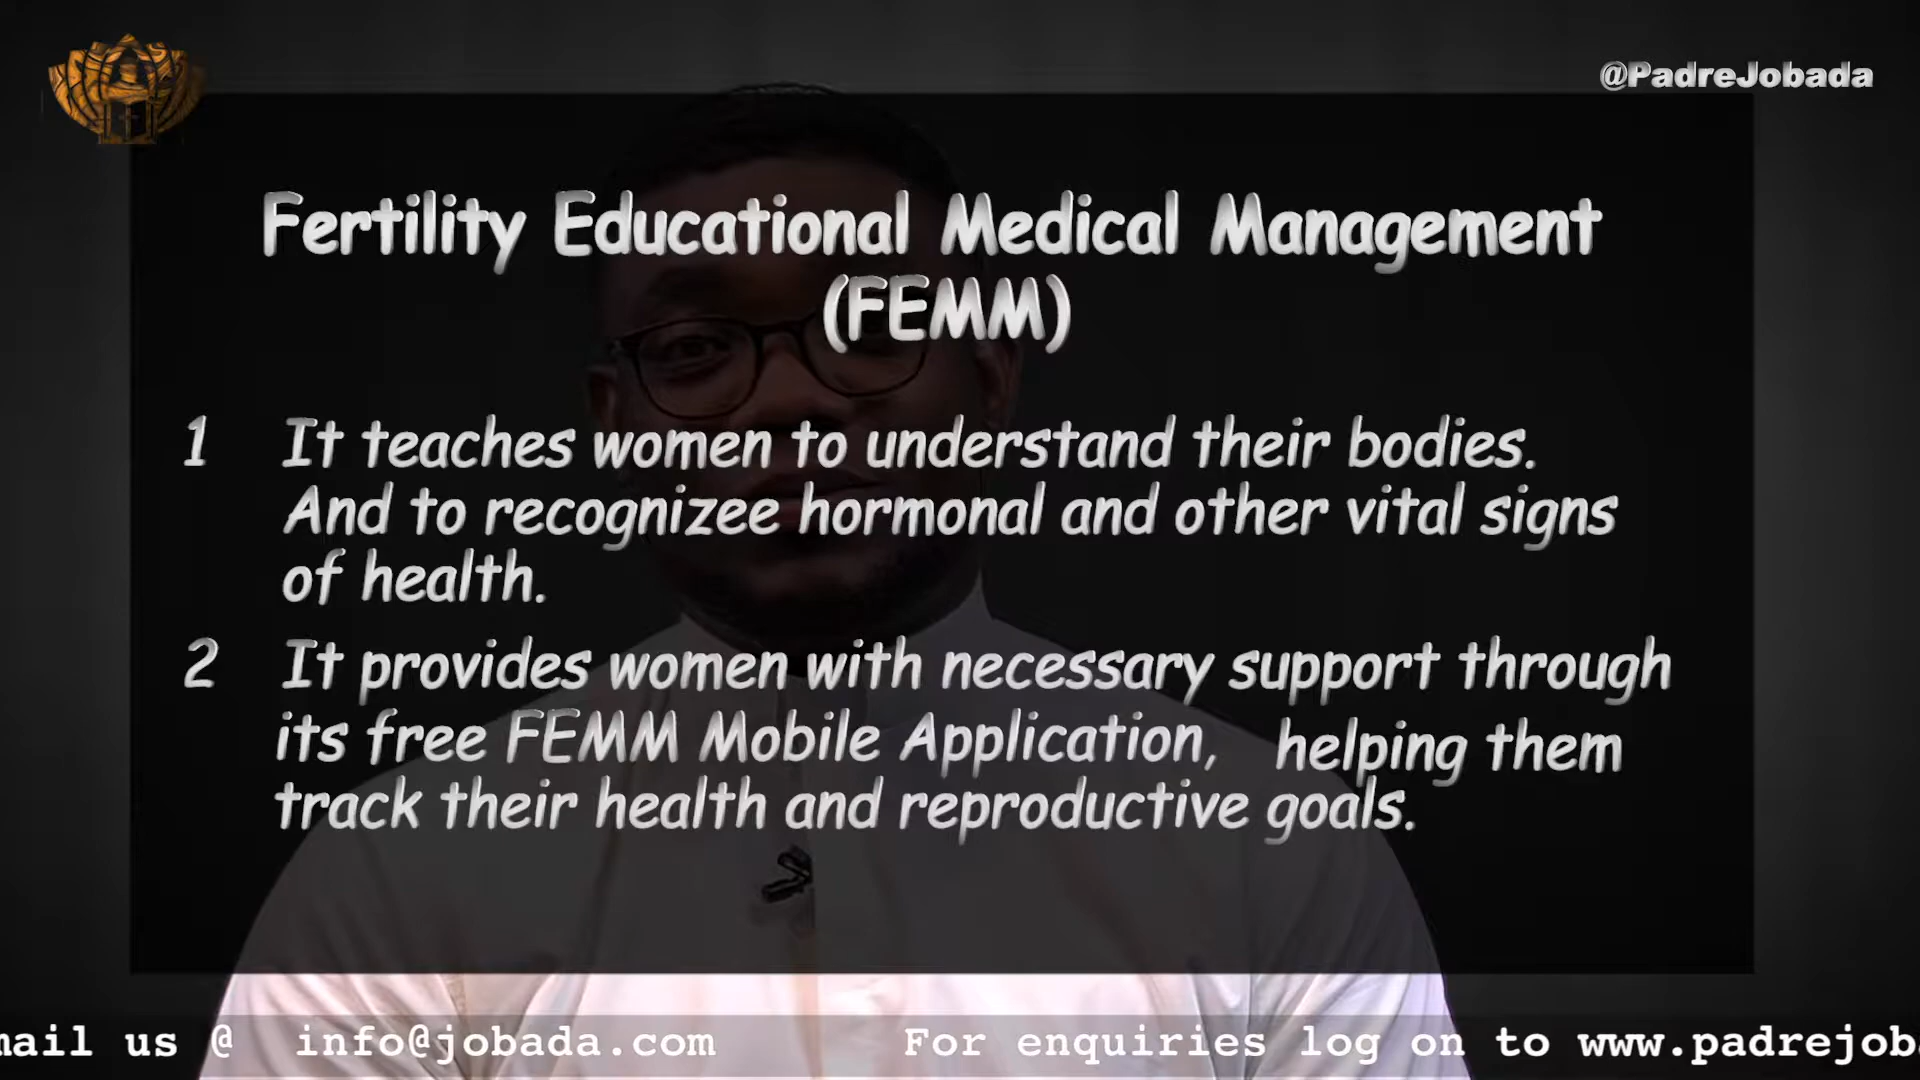 @PadreJobada
Fertility Educational Medical Management
(FEMM)
1 It teaches women to understand their bodies.
And to recognizee hormonal and other vital signs
of health.
2 It provides women with necessary support through
its free FEMM Mobile Application, helping them
track their health and reproductive goals.
mail us @ info@jobada.com For enquiries log on to www.padrejob